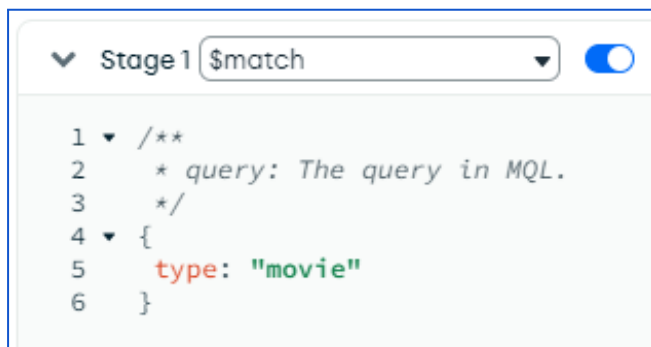 Stage 1 $match
1 /**
2 * query: The query in MQL.
3 */
4 {
5 type: "movie"
6 }